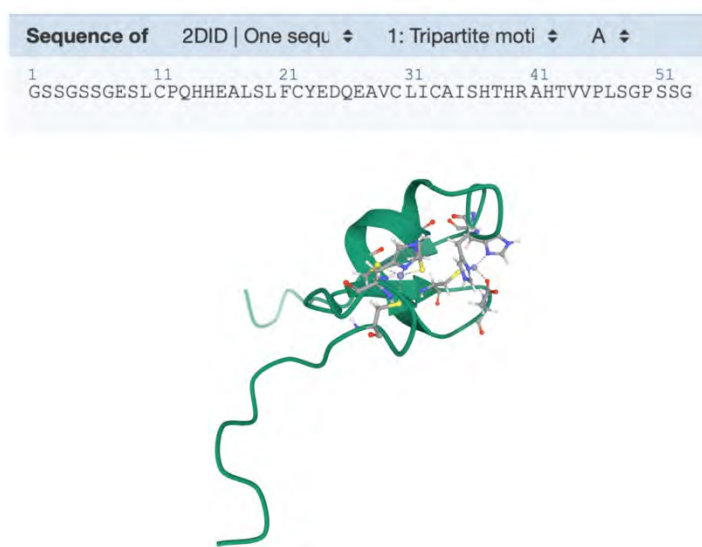 Sequence of 2DID | One sequ 1: Tripartite moti A
1 11 21 31 41 51
GSSGSSGESLCPQHHEALSLFCYEDQEAVCLICAISHTHRAHTVVPLSGPSSG